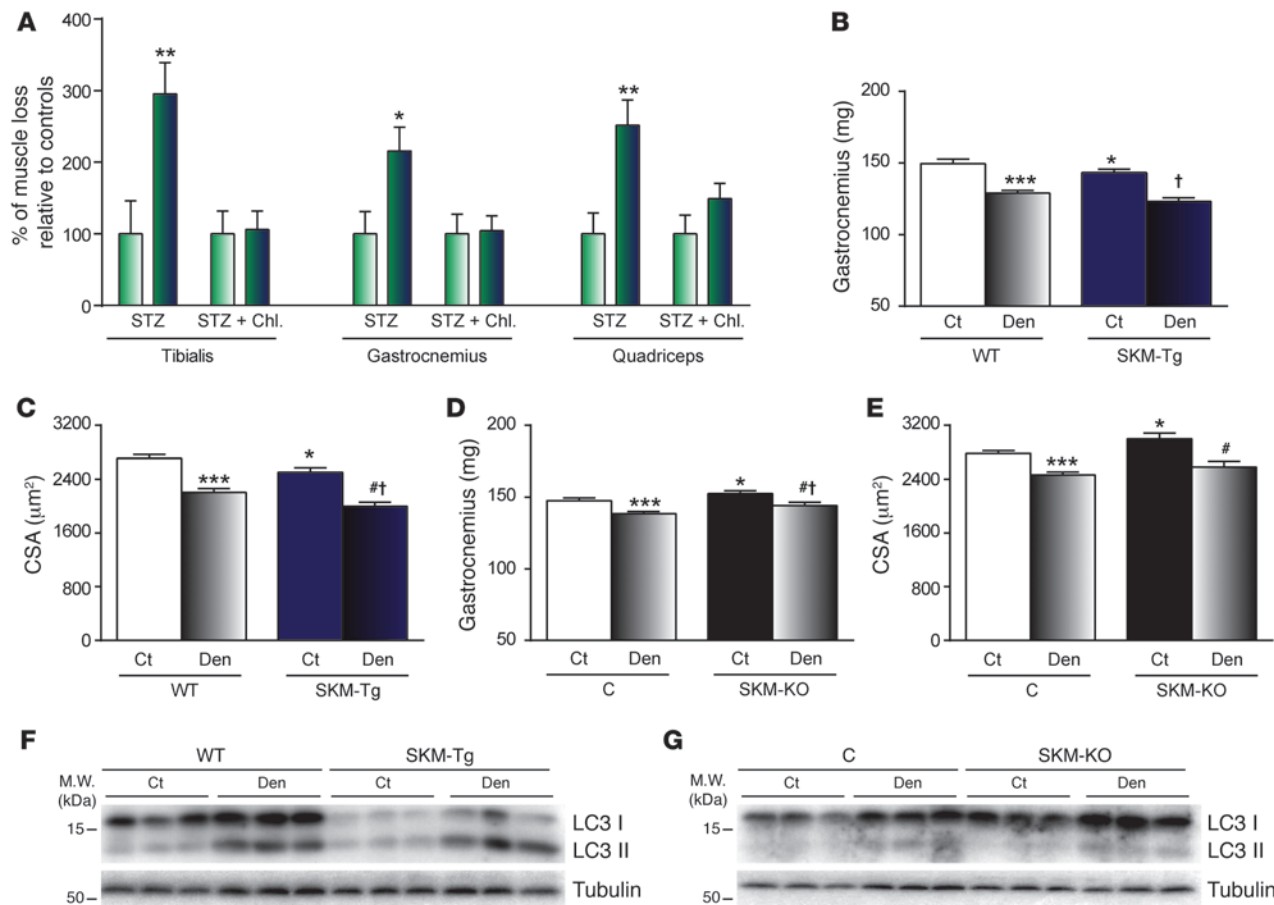 A
% of muscle loss
relative to controls
400
300
200
100
0
**
*
**
STZ STZ + Chl. STZ STZ + Chl. STZ STZ + Chl.
Tibialis Gastrocnemius Quadriceps
B
Gastrocnemius (mg)
200
150
100
50
***
*
†
Ct Den Ct Den
WT SKM-Tg
C
CSA (μm²)
3200
2400
1600
800
0
***
*
#†
Ct Den Ct Den
WT SKM-Tg
D
Gastrocnemius (mg)
200
150
100
50
***
*
#†
Ct Den Ct Den
C SKM-KO
E
CSA (μm²)
3200
2400
1600
800
0
***
*
#
Ct Den Ct Den
C SKM-KO
F
WT SKM-Tg
M.W.
(kDa)
Ct Den Ct Den
15
LC3 I
LC3 II
50
Tubulin
G
C SKM-KO
M.W.
(kDa)
Ct Den Ct Den
15
LC3 I
LC3 II
50
Tubulin